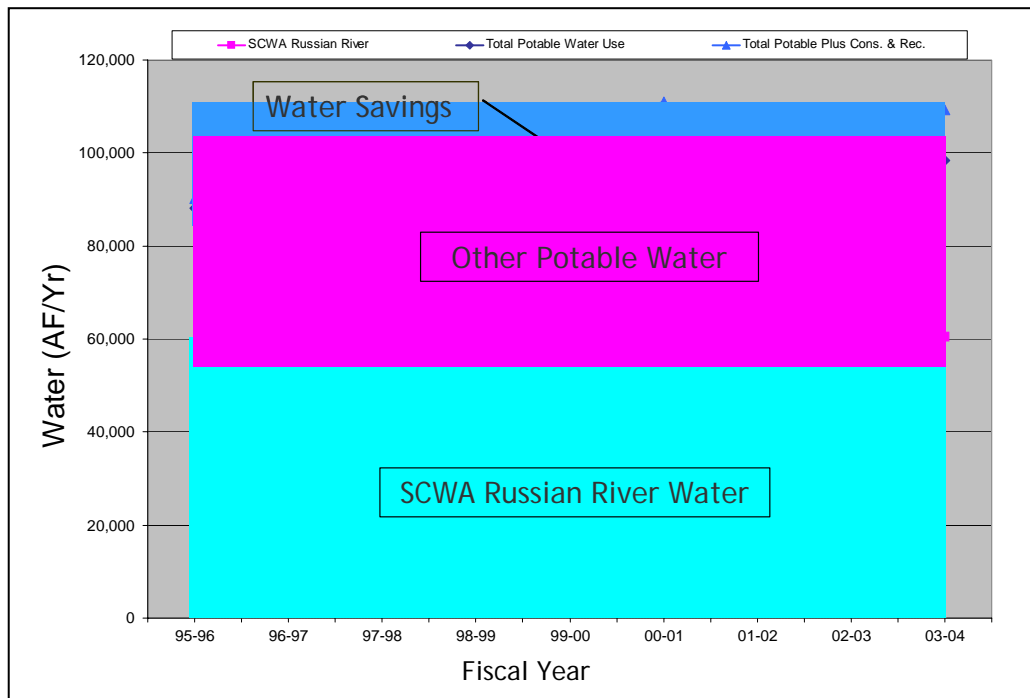 SCWA Russian River Total Potable Water Use Total Potable Plus Cons. & Rec.
120,000
100,000
80,000
60,000
40,000
20,000
0
Water (AF/Yr)
Water Savings
Other Potable Water
SCWA Russian River Water
95-96 96-97 97-98 98-99 99-00 00-01 01-02 02-03 03-04
Fiscal Year